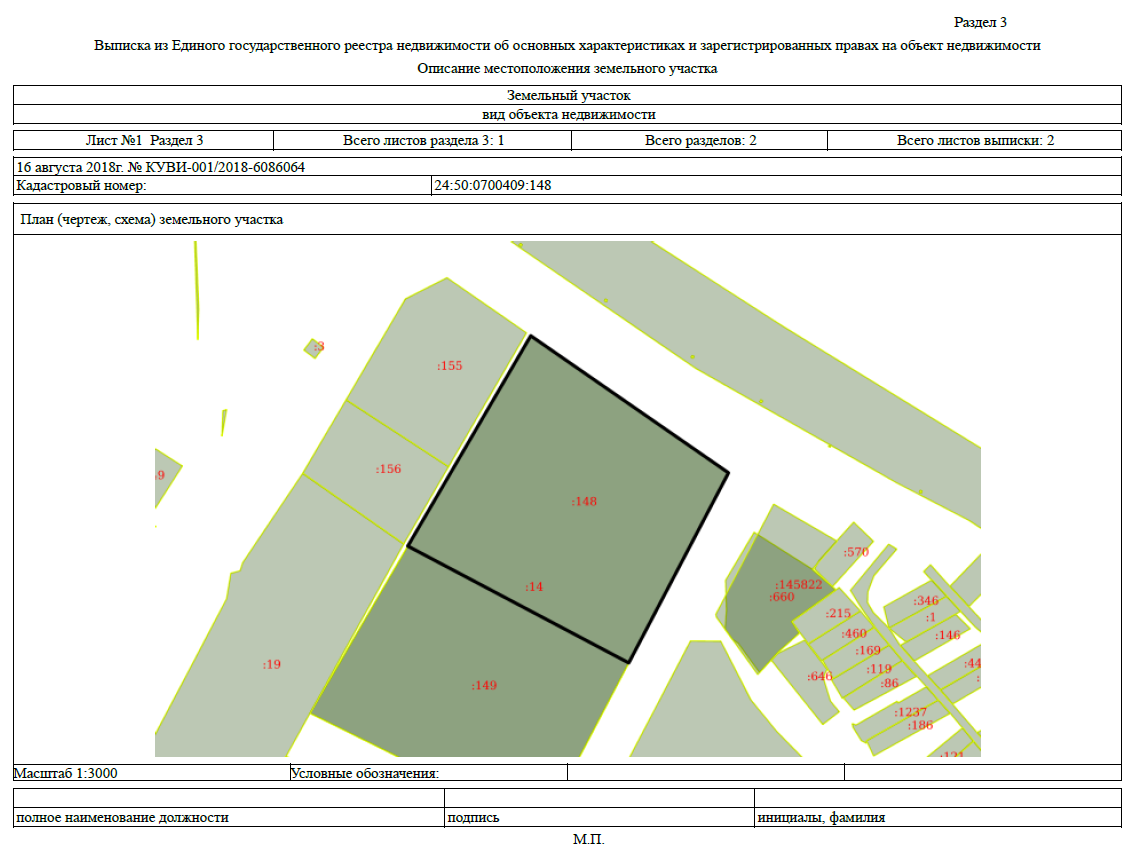 Раздел 3
Выписка из Единого государственного реестра недвижимости об основных характеристиках и зарегистрированных правах на объект недвижимости
Описание местоположения земельного участка
Земельный участок
вид объекта недвижимости
Лист №1 Раздел 3 Всего листов раздела 3: 1 Всего разделов: 2 Всего листов выписки: 2
16 августа 2018г. № КУВИ-001/2018-6086064
Кадастровый номер: 24:50:0700409:148
План (чертеж, схема) земельного участка
:3
:155
:156
:9
:148
:570
:14
:145822
:660
:346
:215
:1
:460
:146
:169
:19
:44
:119
:646
:86
:149
:1237
:186
:121
Масштаб 1:3000 Условные обозначения:
полное наименование должности подпись инициалы, фамилия
М.П.